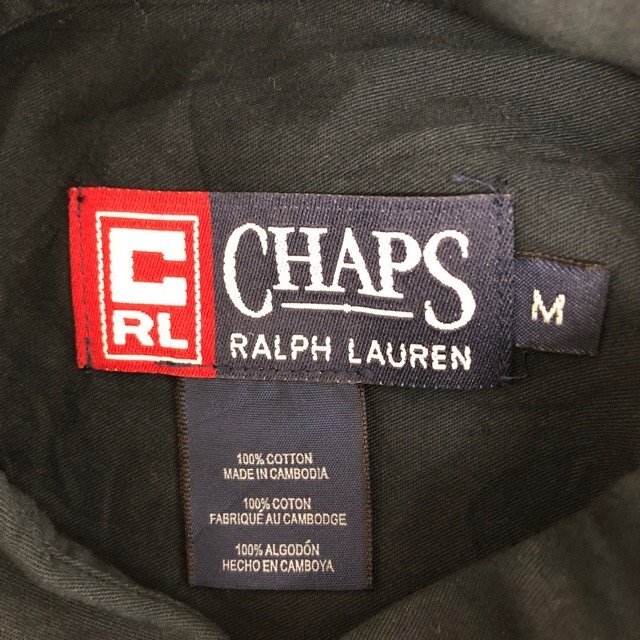 C
RL
CHAPS
RALPH LAUREN
M
100% COTTON
MADE IN CAMBODIA
100% COTON
FABRIQUÉ AU CAMBODGE
100% ALGODÓN
HECHO EN CAMBOYA